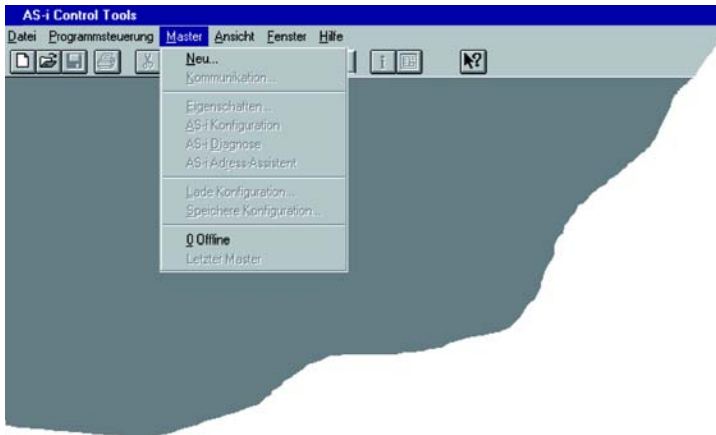 AS-i Control Tools
Datei Programmsteuerung Master Ansicht Fenster Hilfe
Neu...
Kommunikation...
Eigenschaften...
AS-i Konfiguration
AS-i Diagnose
AS-i Adress-Assistent
Lade Konfiguration...
Speichere Konfiguration...
0 Offline
Letzter Master